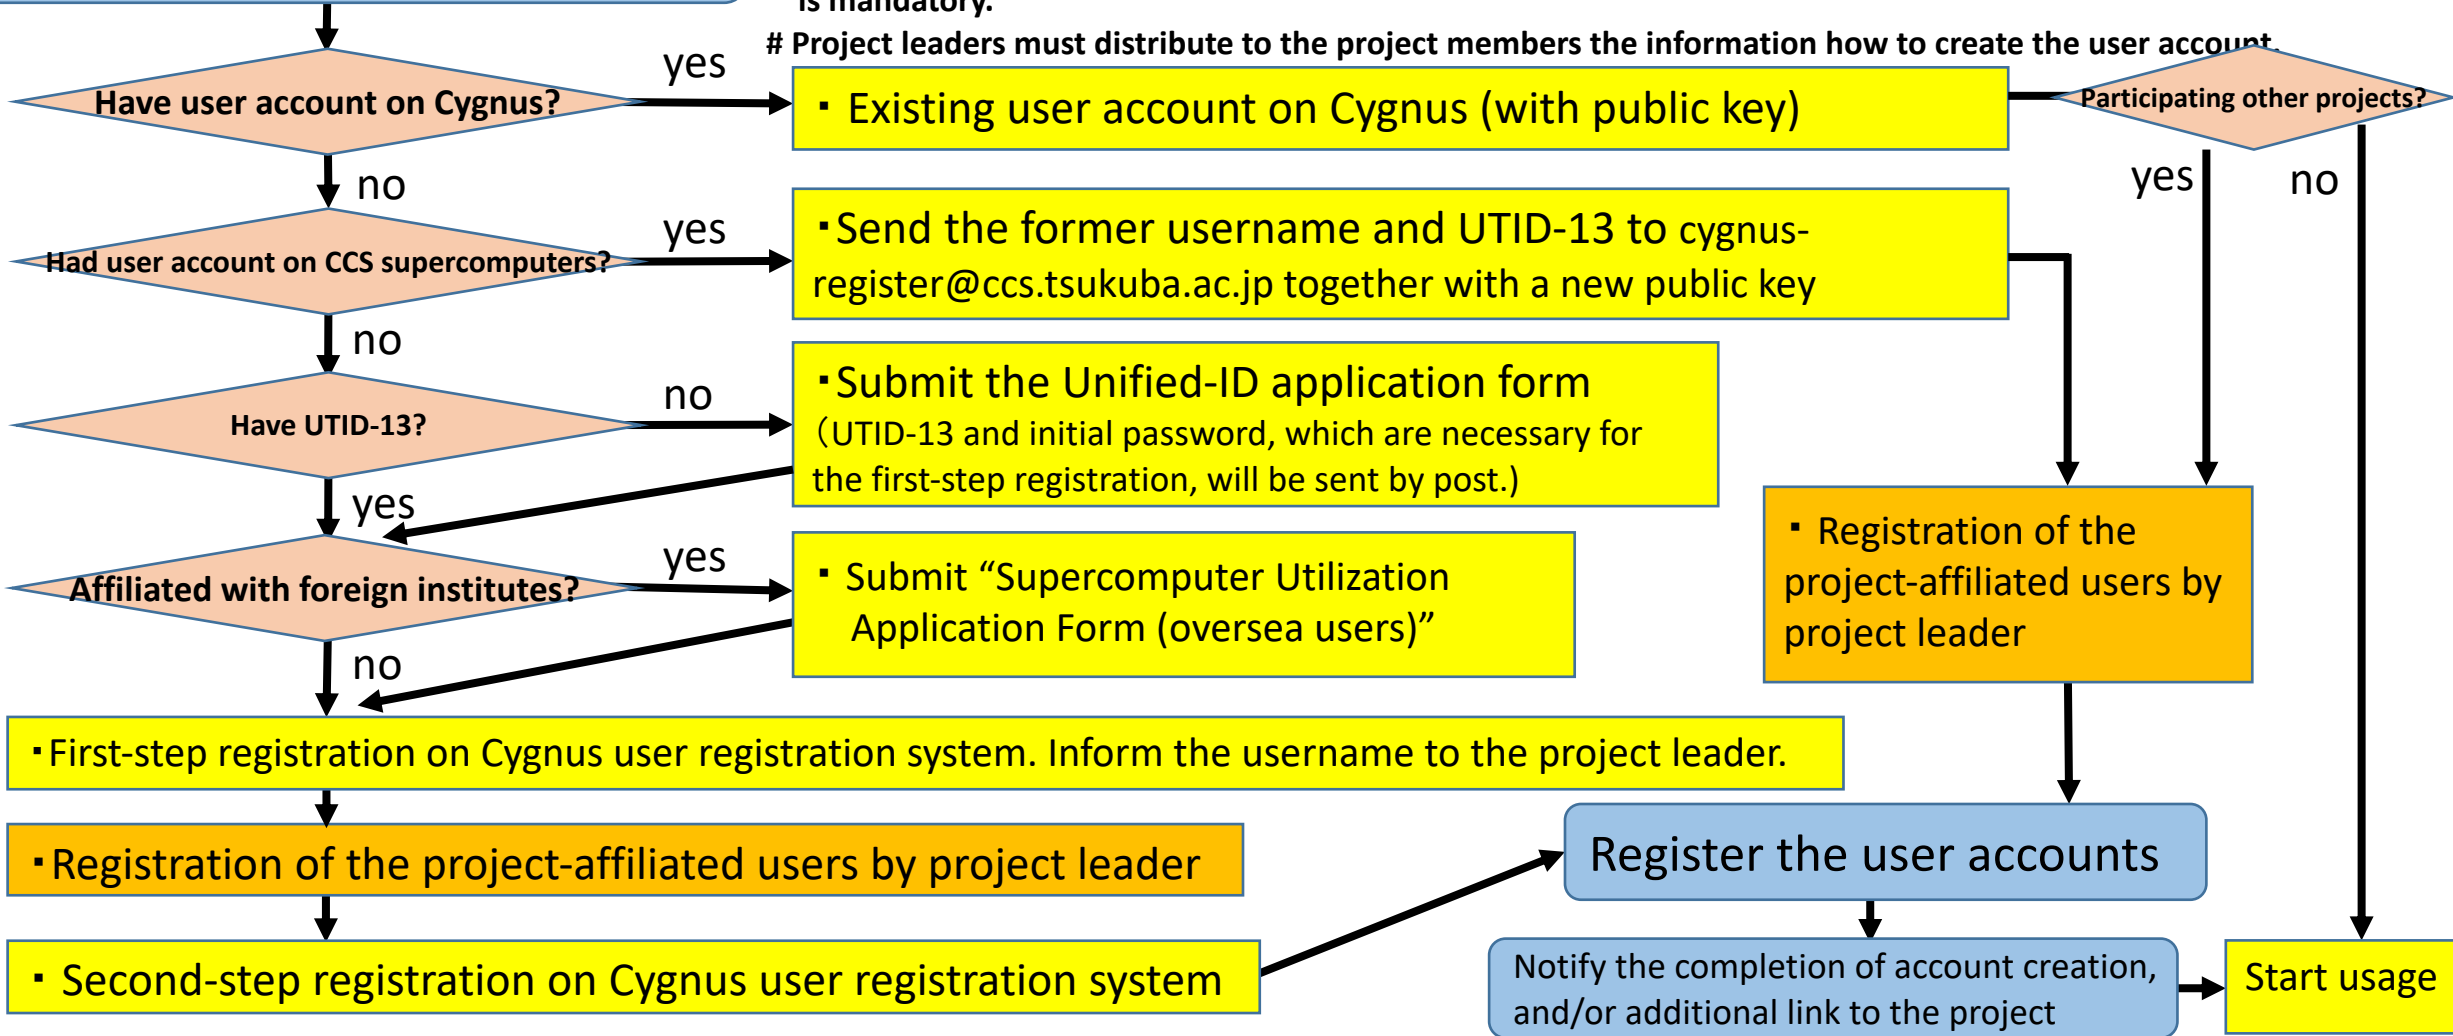 is mandatory.
# Project leaders must distribute to the project members the information how to create the user account.
Have user account on Cygnus?
yes
▪ Existing user account on Cygnus (with public key)
Participating other projects?
no
yes
no
Had user account on CCS supercomputers?
yes
▪Send the former username and UTID-13 to cygnus-
register@ccs.tsukuba.ac.jp together with a new public key
no
Have UTID-13?
no
▪Submit the Unified-ID application form
（UTID-13 and initial password, which are necessary for
the first-step registration, will be sent by post.)
yes
Affiliated with foreign institutes?
yes
▪ Submit “Supercomputer Utilization
Application Form (oversea users)”
▪ Registration of the
project-affiliated users by
project leader
no
▪First-step registration on Cygnus user registration system. Inform the username to the project leader.
▪Registration of the project-affiliated users by project leader
Register the user accounts
▪ Second-step registration on Cygnus user registration system
Notify the completion of account creation,
and/or additional link to the project
Start usage